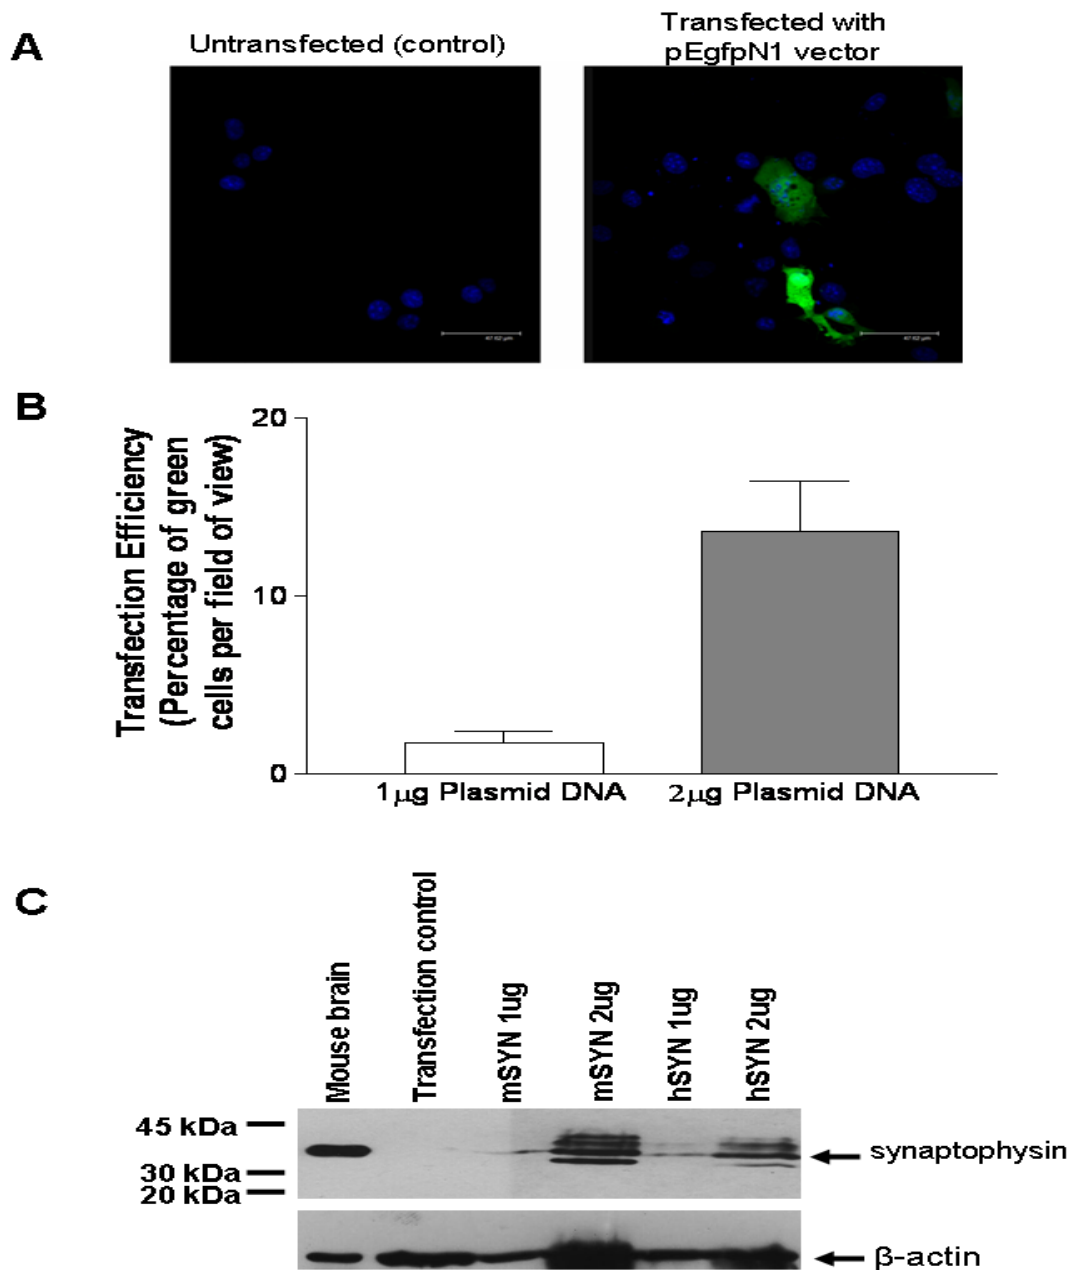 A
Untransfected (control)
Transfected with
pEgfpN1 vector
B
Transfection Efficiency
(Percentage of green
cells per field of view)
20
10
0
1μg Plasmid DNA
2μg Plasmid DNA
C
Mouse brain
Transfection control
mSYN 1ug
mSYN 2ug
hSYN 1ug
hSYN 2ug
45 kDa
30 kDa
20 kDa
synaptophysin
β-actin